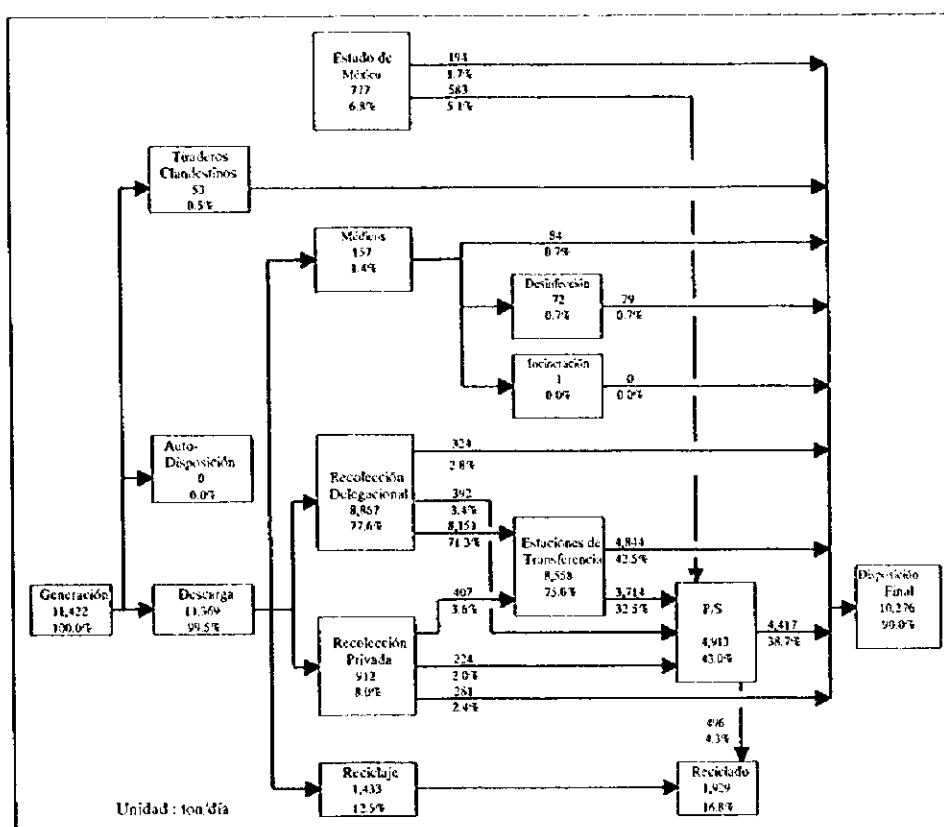 Estado de
México
777
6.8%
194
1.7%
583
5.1%
Tiraderos
Clandestinos
53
0.5%
Médicos
157
1.4%
84
0.7%
Desinfección
72
0.7%
79
0.7%
Incineración
1
0.0%
0
0.0%
Auto-
Disposición
0
0.0%
Recolección
Delegacional
8,867
77.6%
324
2.8%
392
3.4%
8,151
71.3%
Estaciones de
Transferencia
8,558
75.0%
4,844
42.5%
3,714
32.5%
Generación
11,422
100.0%
Descarga
11,369
99.5%
Recolección
Privada
912
8.0%
407
3.6%
224
2.0%
281
2.4%
P/S
4,913
43.0%
4,417
38.7%
Disposición
Final
10,276
90.0%
496
4.3%
Reciclaje
1,433
12.5%
Reciclado
1,929
16.8%
Unidad : ton/día